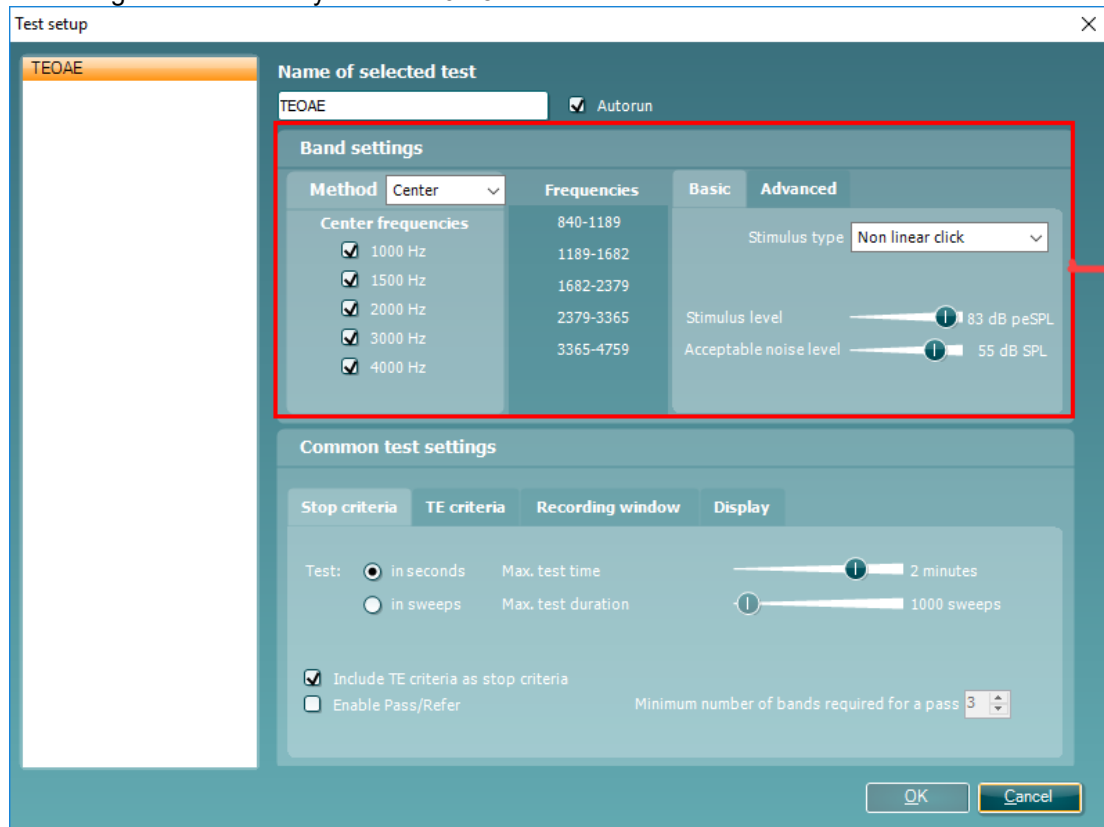 Test setup
TEOAE
Name of selected test
TEOAE
Autorun
Band settings
Method Center
Frequencies
Basic Advanced
Center frequencies
1000 Hz
1500 Hz
2000 Hz
3000 Hz
4000 Hz
840-1189
1189-1682
1682-2379
2379-3365
3365-4759
Stimulus type Non linear click
Stimulus level 83 dB peSPL
Acceptable noise level 55 dB SPL
Common test settings
Stop criteria TE criteria Recording window Display
Test: in seconds Max. test time 2 minutes
in sweeps Max. test duration 1000 sweeps
Include TE criteria as stop criteria
Enable Pass/Refer Minimum number of bands required for a pass 3
OK Cancel